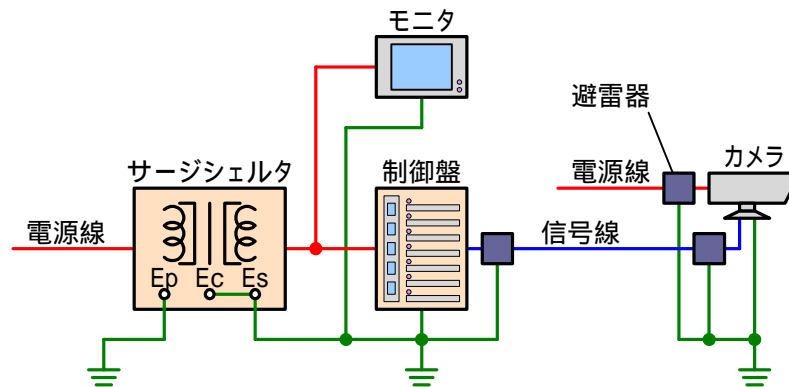 モニタ
避雷器
サージシェルタ
制御盤
電源線
カメラ
電源線
信号線
Ep
Ec
Es